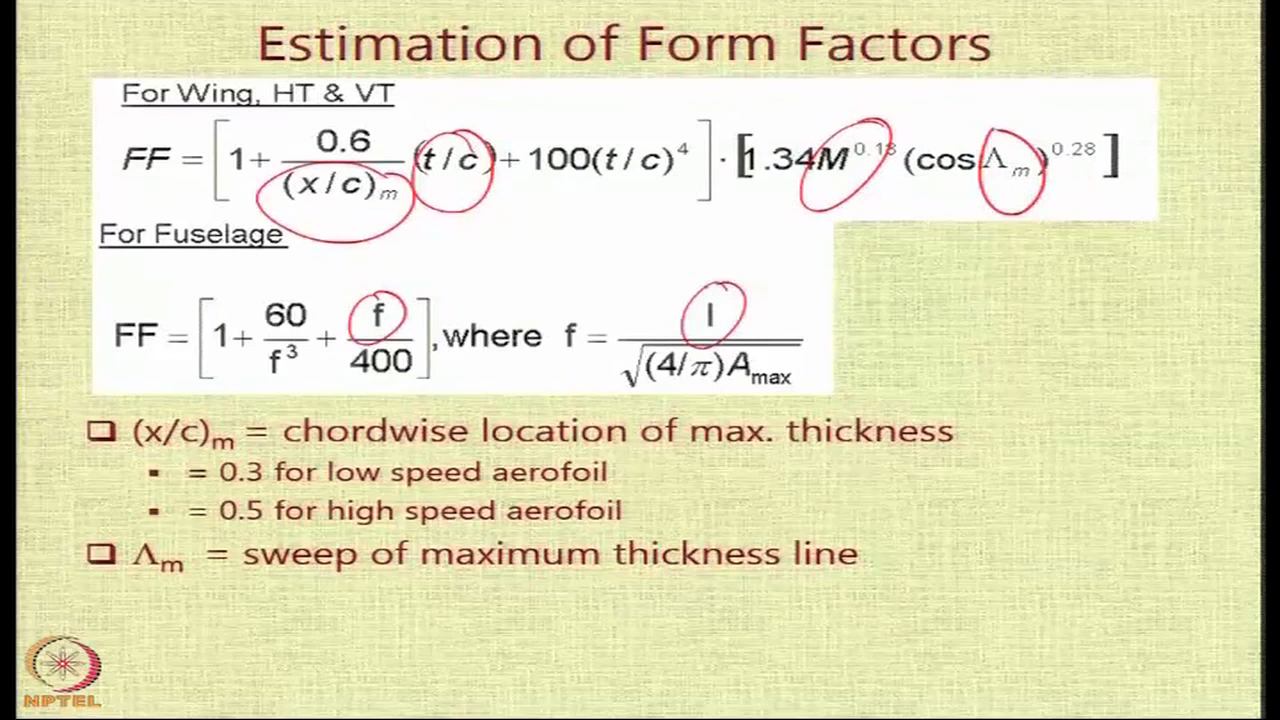 Estimation of Form Factors
For Wing, HT & VT
FF = [1+ 0.6/(x/c)m (t/c) + 100(t/c)^4] · [1.34M^0.18 (cos Λm)^0.28]
For Fuselage
FF = [1+ 60/f^3 + f/400], where f = l/√((4/π)Amax)
❑ (x/c)m = chordwise location of max. thickness
▪ = 0.3 for low speed aerofoil
▪ = 0.5 for high speed aerofoil
❑ Λm = sweep of maximum thickness line
NPTEL